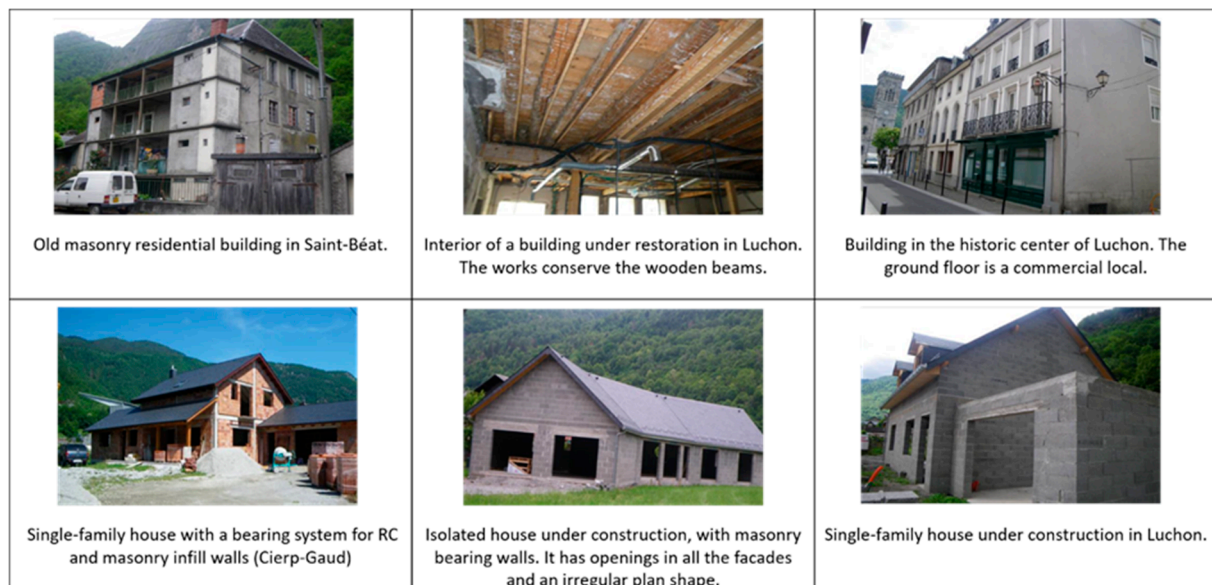 Old masonry residential building in Saint-Béat.
Interior of a building under restoration in Luchon.
The works conserve the wooden beams.
Building in the historic center of Luchon. The
ground floor is a commercial local.
Single-family house with a bearing system for RC
and masonry infill walls (Cierp-Gaud)
Isolated house under construction, with masonry
bearing walls. It has openings in all the facades
and an irregular plan shape.
Single-family house under construction in Luchon.